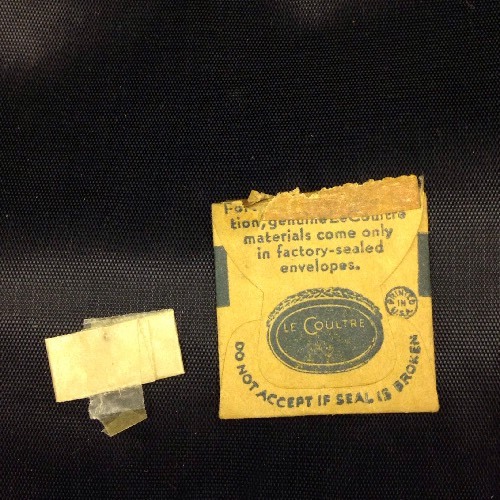 For
tion, genuine LeCoultre
materials come only
in factory-sealed
envelopes.
PRINTED
IN
U.S.A.
LE COULTRE
DO NOT ACCEPT IF SEAL IS BROKEN